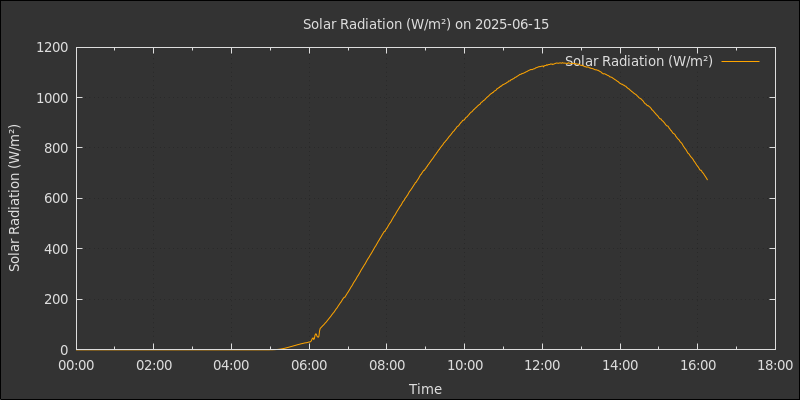 Solar Radiation (W/m²) on 2025-06-15
Solar Radiation (W/m²)
1200
1000
800
600
400
200
0
Solar Radiation (W/m²)
00:00 02:00 04:00 06:00 08:00 10:00 12:00 14:00 16:00 18:00
Time